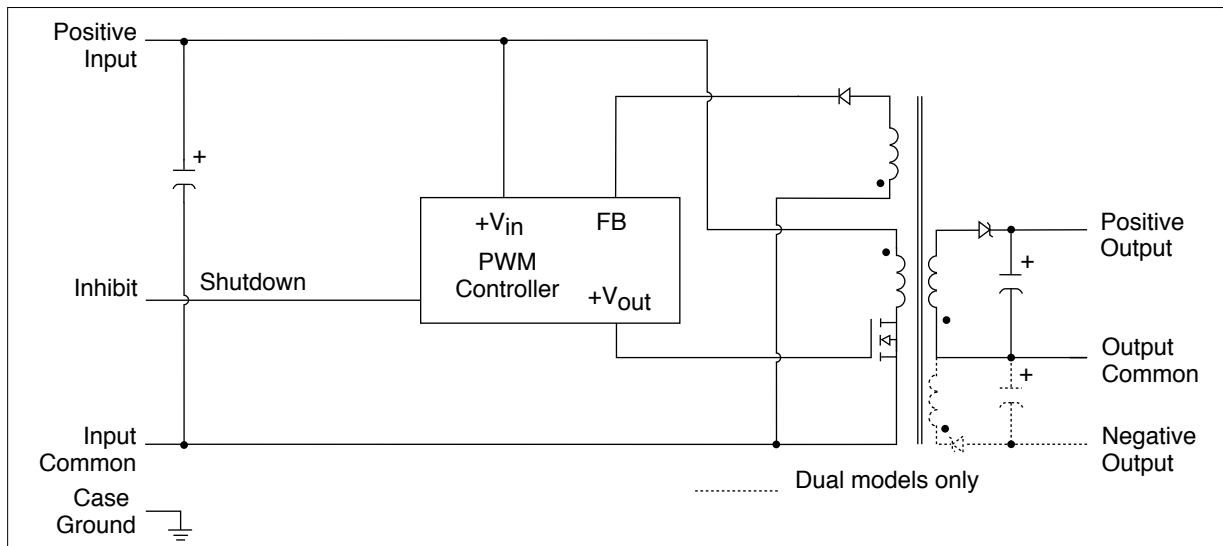 Positive
Input
+
+Vin
FB
PWM
Controller
+Vout
Inhibit
Shutdown
Input
Common
Case
Ground
Positive
Output
+
Output
Common
+
Negative
Output
Dual models only